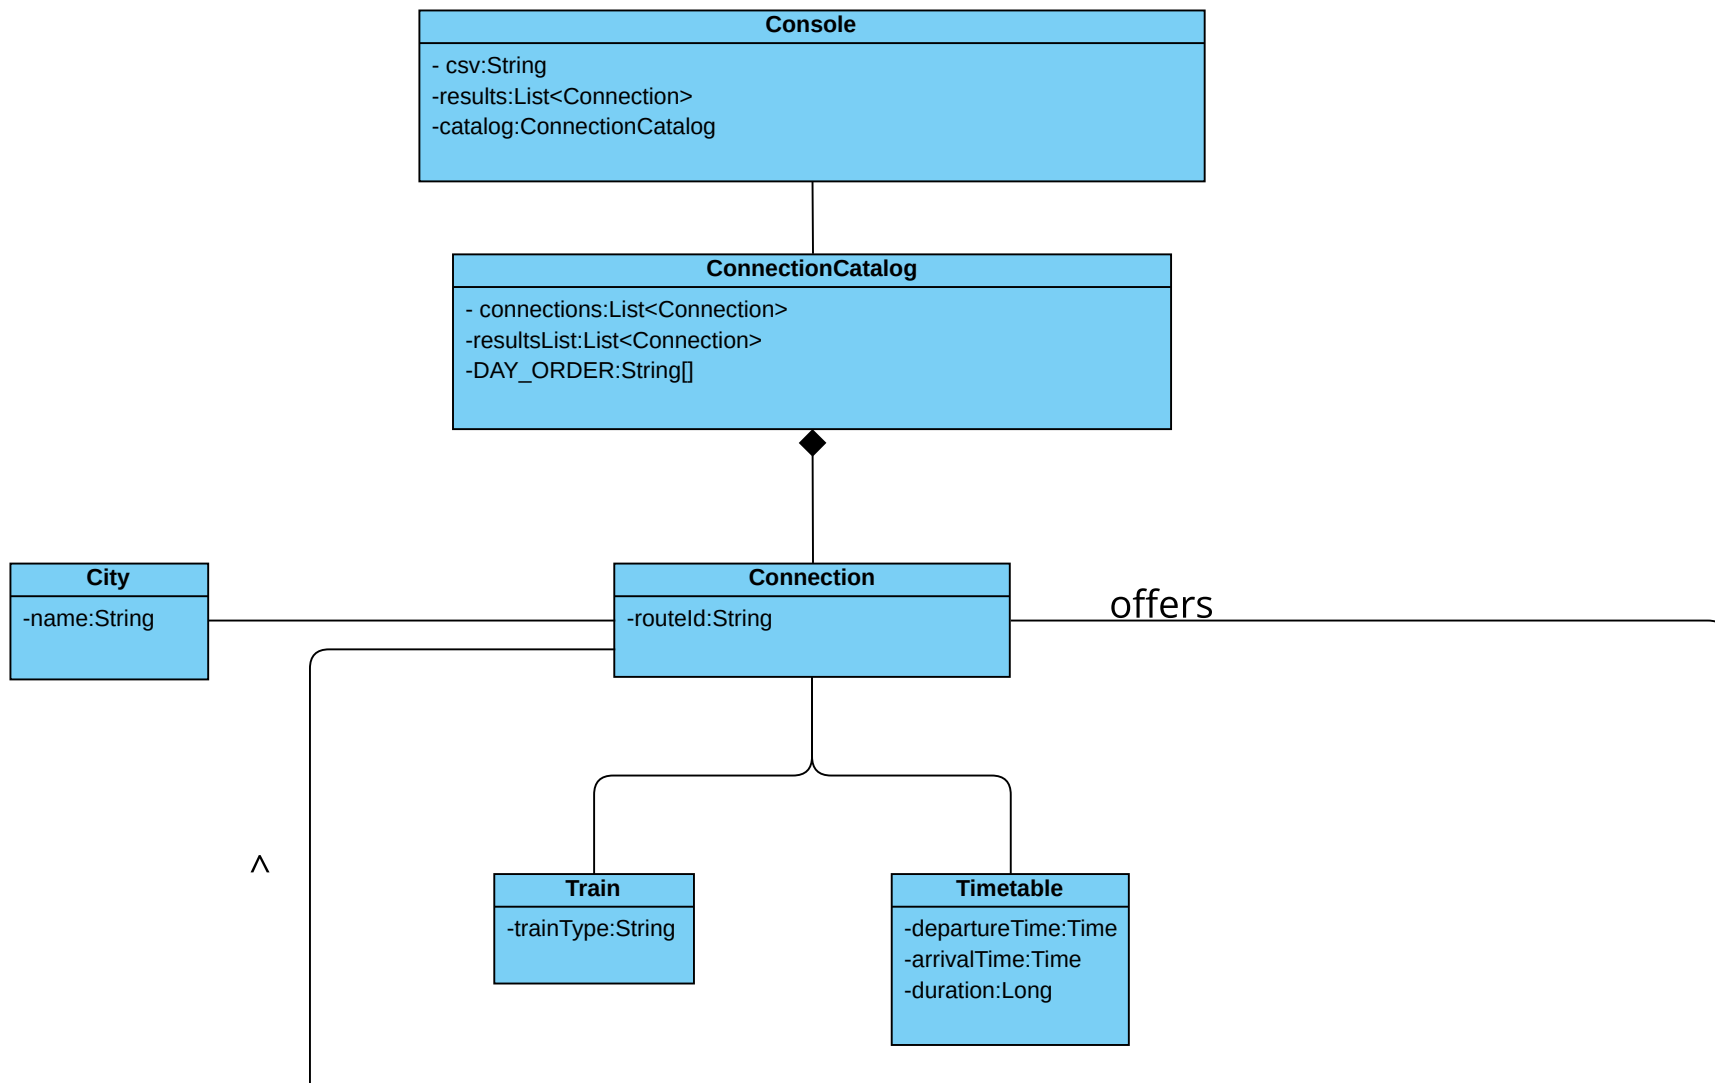 Console
- csv:String
-results:List<Connection>
-catalog:ConnectionCatalog
ConnectionCatalog
- connections:List<Connection>
-resultsList:List<Connection>
-DAY_ORDER:String[]
City
-name:String
Connection
-routeId:String
offers
^
Train
-trainType:String
Timetable
-departureTime:Time
-arrivalTime:Time
-duration:Long